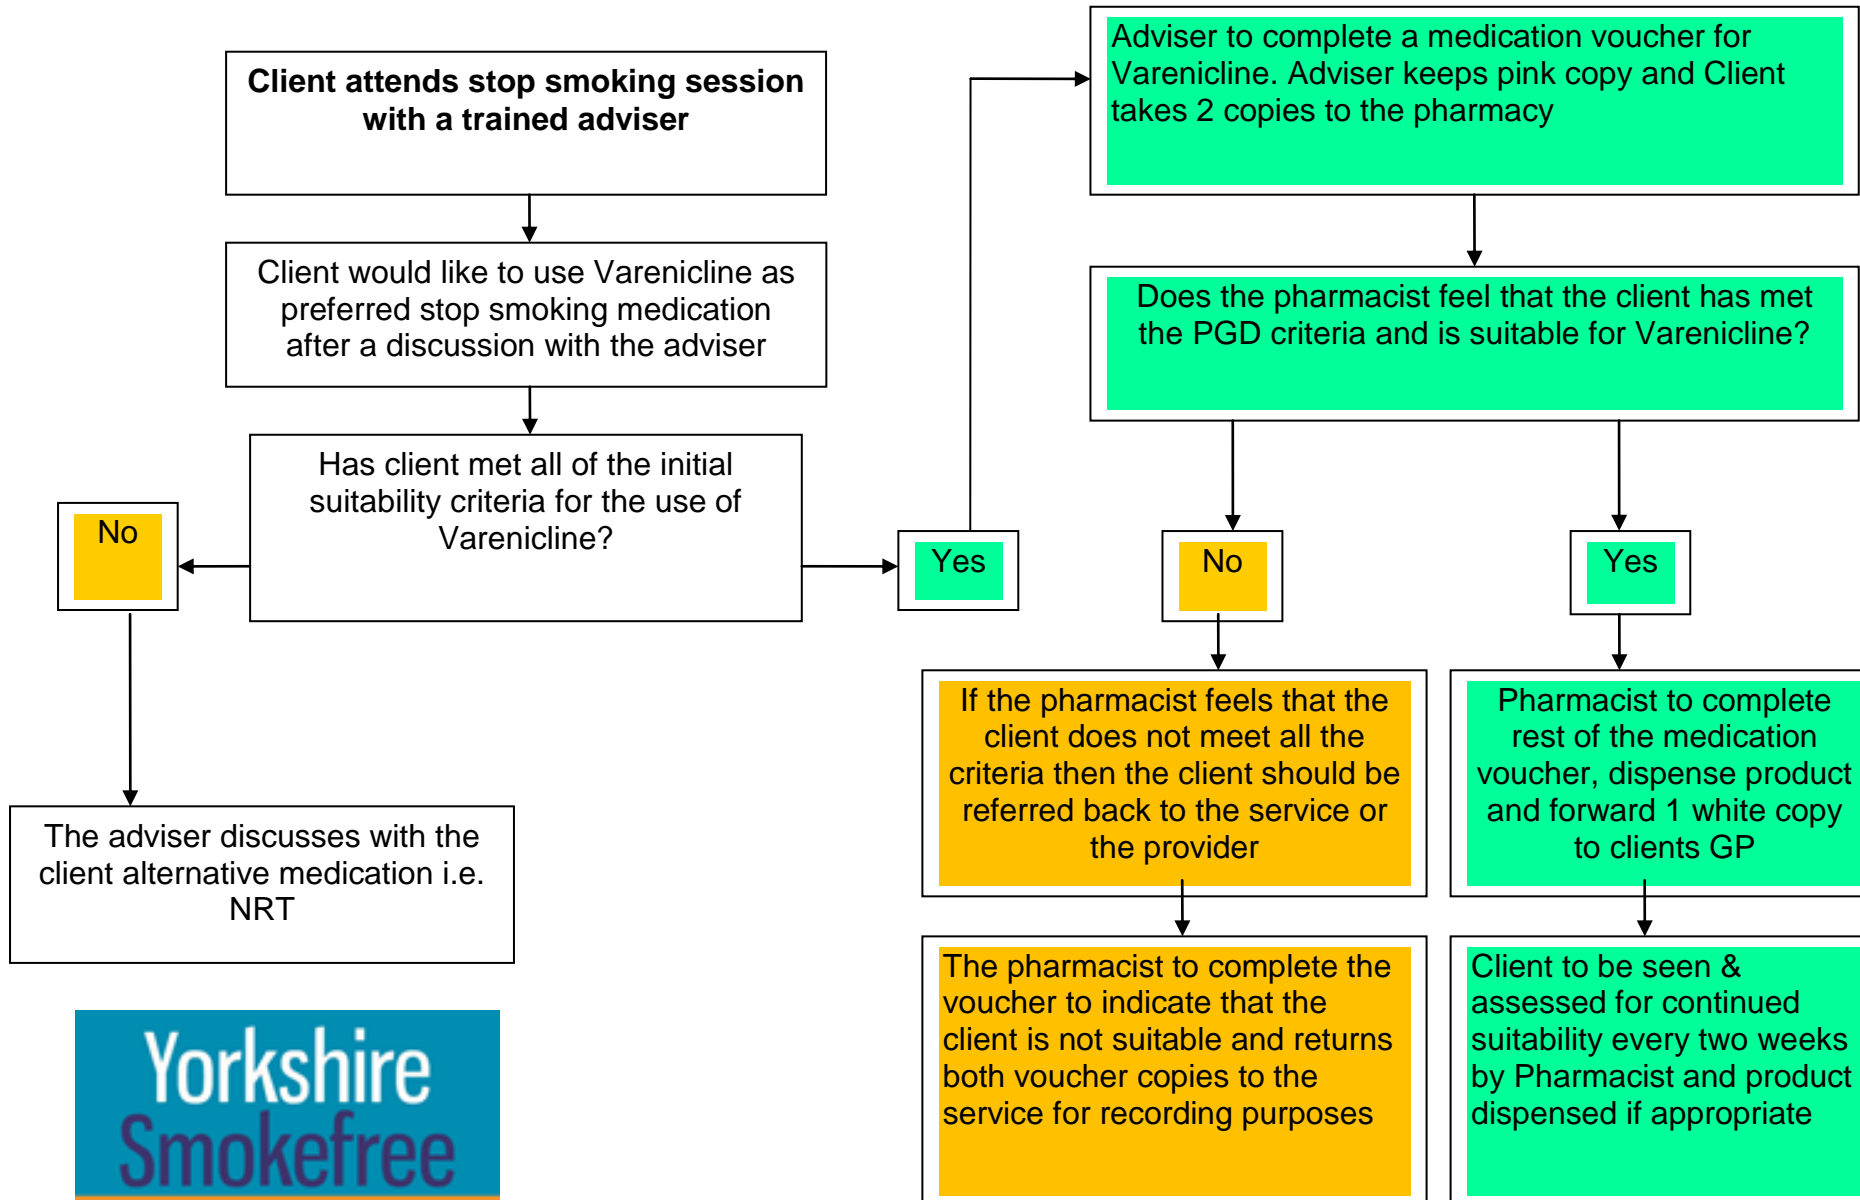 Client attends stop smoking session
with a trained adviser
Client would like to use Varenicline as
preferred stop smoking medication
after a discussion with the adviser
Has client met all of the initial
suitability criteria for the use of
Varenicline?
No
Yes
The adviser discusses with the
client alternative medication i.e.
NRT
Adviser to complete a medication voucher for
Varenicline. Adviser keeps pink copy and Client
takes 2 copies to the pharmacy
Does the pharmacist feel that the client has met
the PGD criteria and is suitable for Varenicline?
No
Yes
If the pharmacist feels that the
client does not meet all the
criteria then the client should be
referred back to the service or
the provider
Pharmacist to complete
rest of the medication
voucher, dispense product
and forward 1 white copy
to clients GP
The pharmacist to complete the
voucher to indicate that the
client is not suitable and returns
both voucher copies to the
service for recording purposes
Client to be seen &
assessed for continued
suitability every two weeks
by Pharmacist and product
dispensed if appropriate
Yorkshire
Smokefree